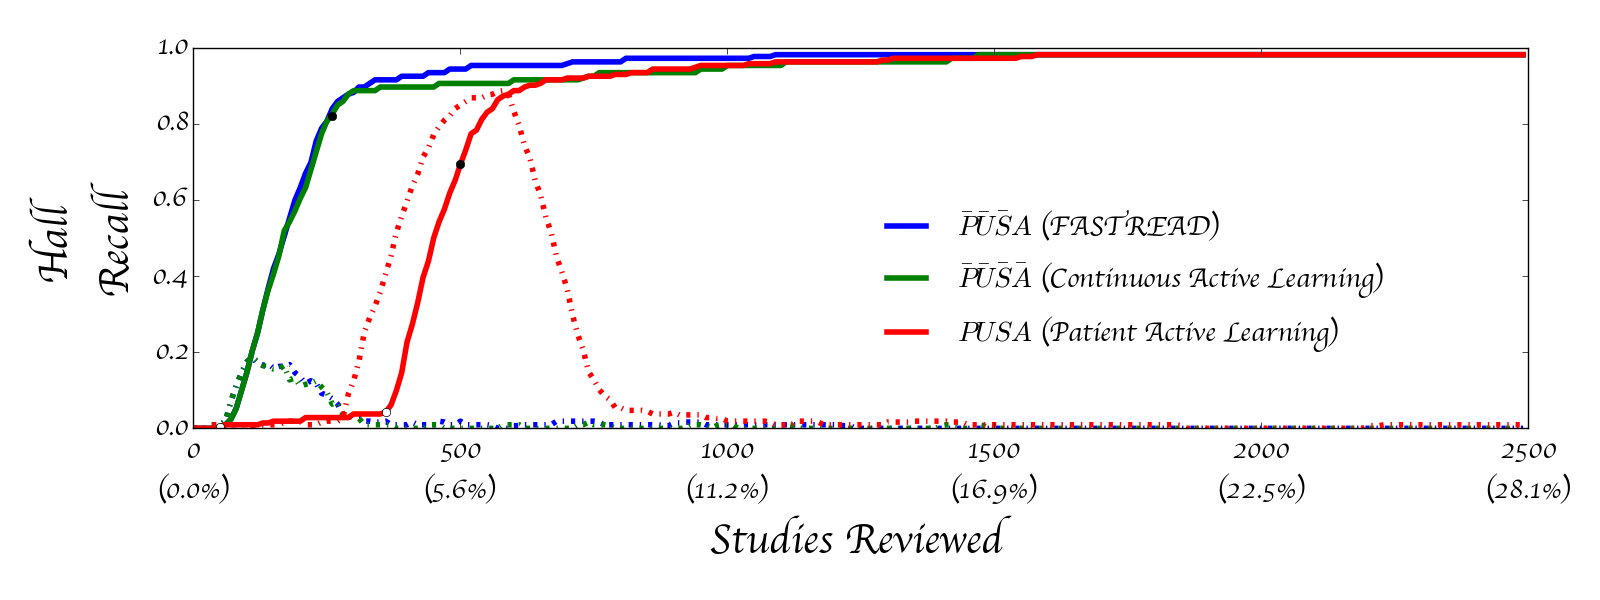 Hall
Recall
1.0
0.8
0.6
0.4
0.2
0.0
P̄ŪS̄A (FASTREAD)
P̄ŪS̄Ā (Continuous Active Learning)
PUSA (Patient Active Learning)
0 500 1000 1500 2000 2500
(0.0%) (5.6%) (11.2%) (16.9%) (22.5%) (28.1%)
Studies Reviewed